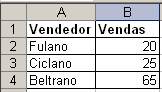 A B
1 Vendedor Vendas
2 Fulano 20
3 Ciclano 25
4 Beltrano 65